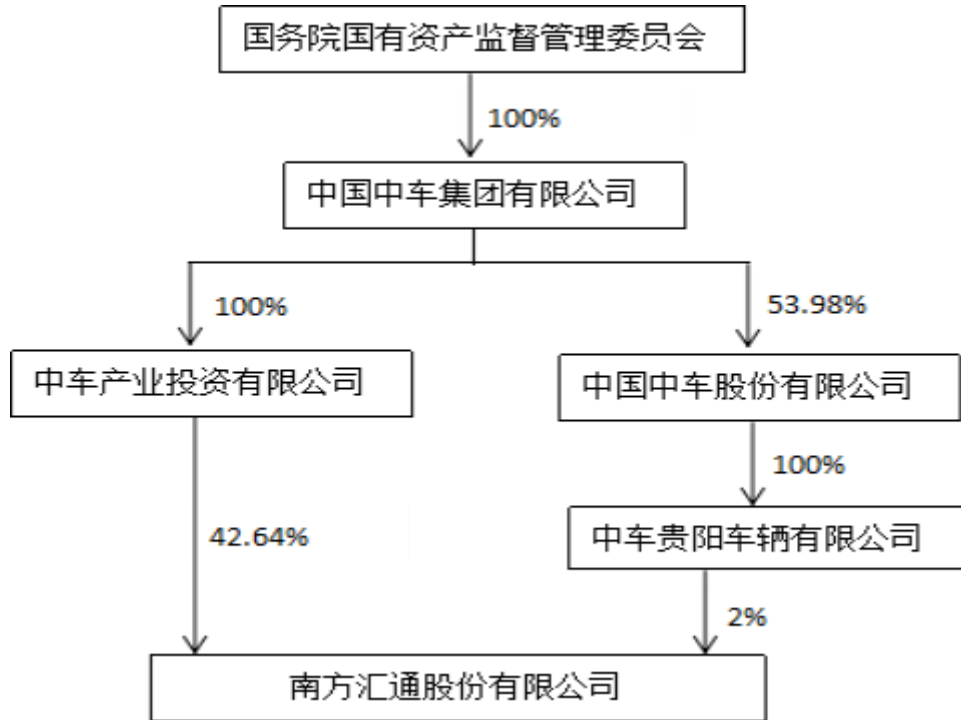 国务院国有资产监督管理委员会
100%
中国中车集团有限公司
100%
53.98%
中车产业投资有限公司
中国中车股份有限公司
100%
42.64%
中车贵阳车辆有限公司
2%
南方汇通股份有限公司